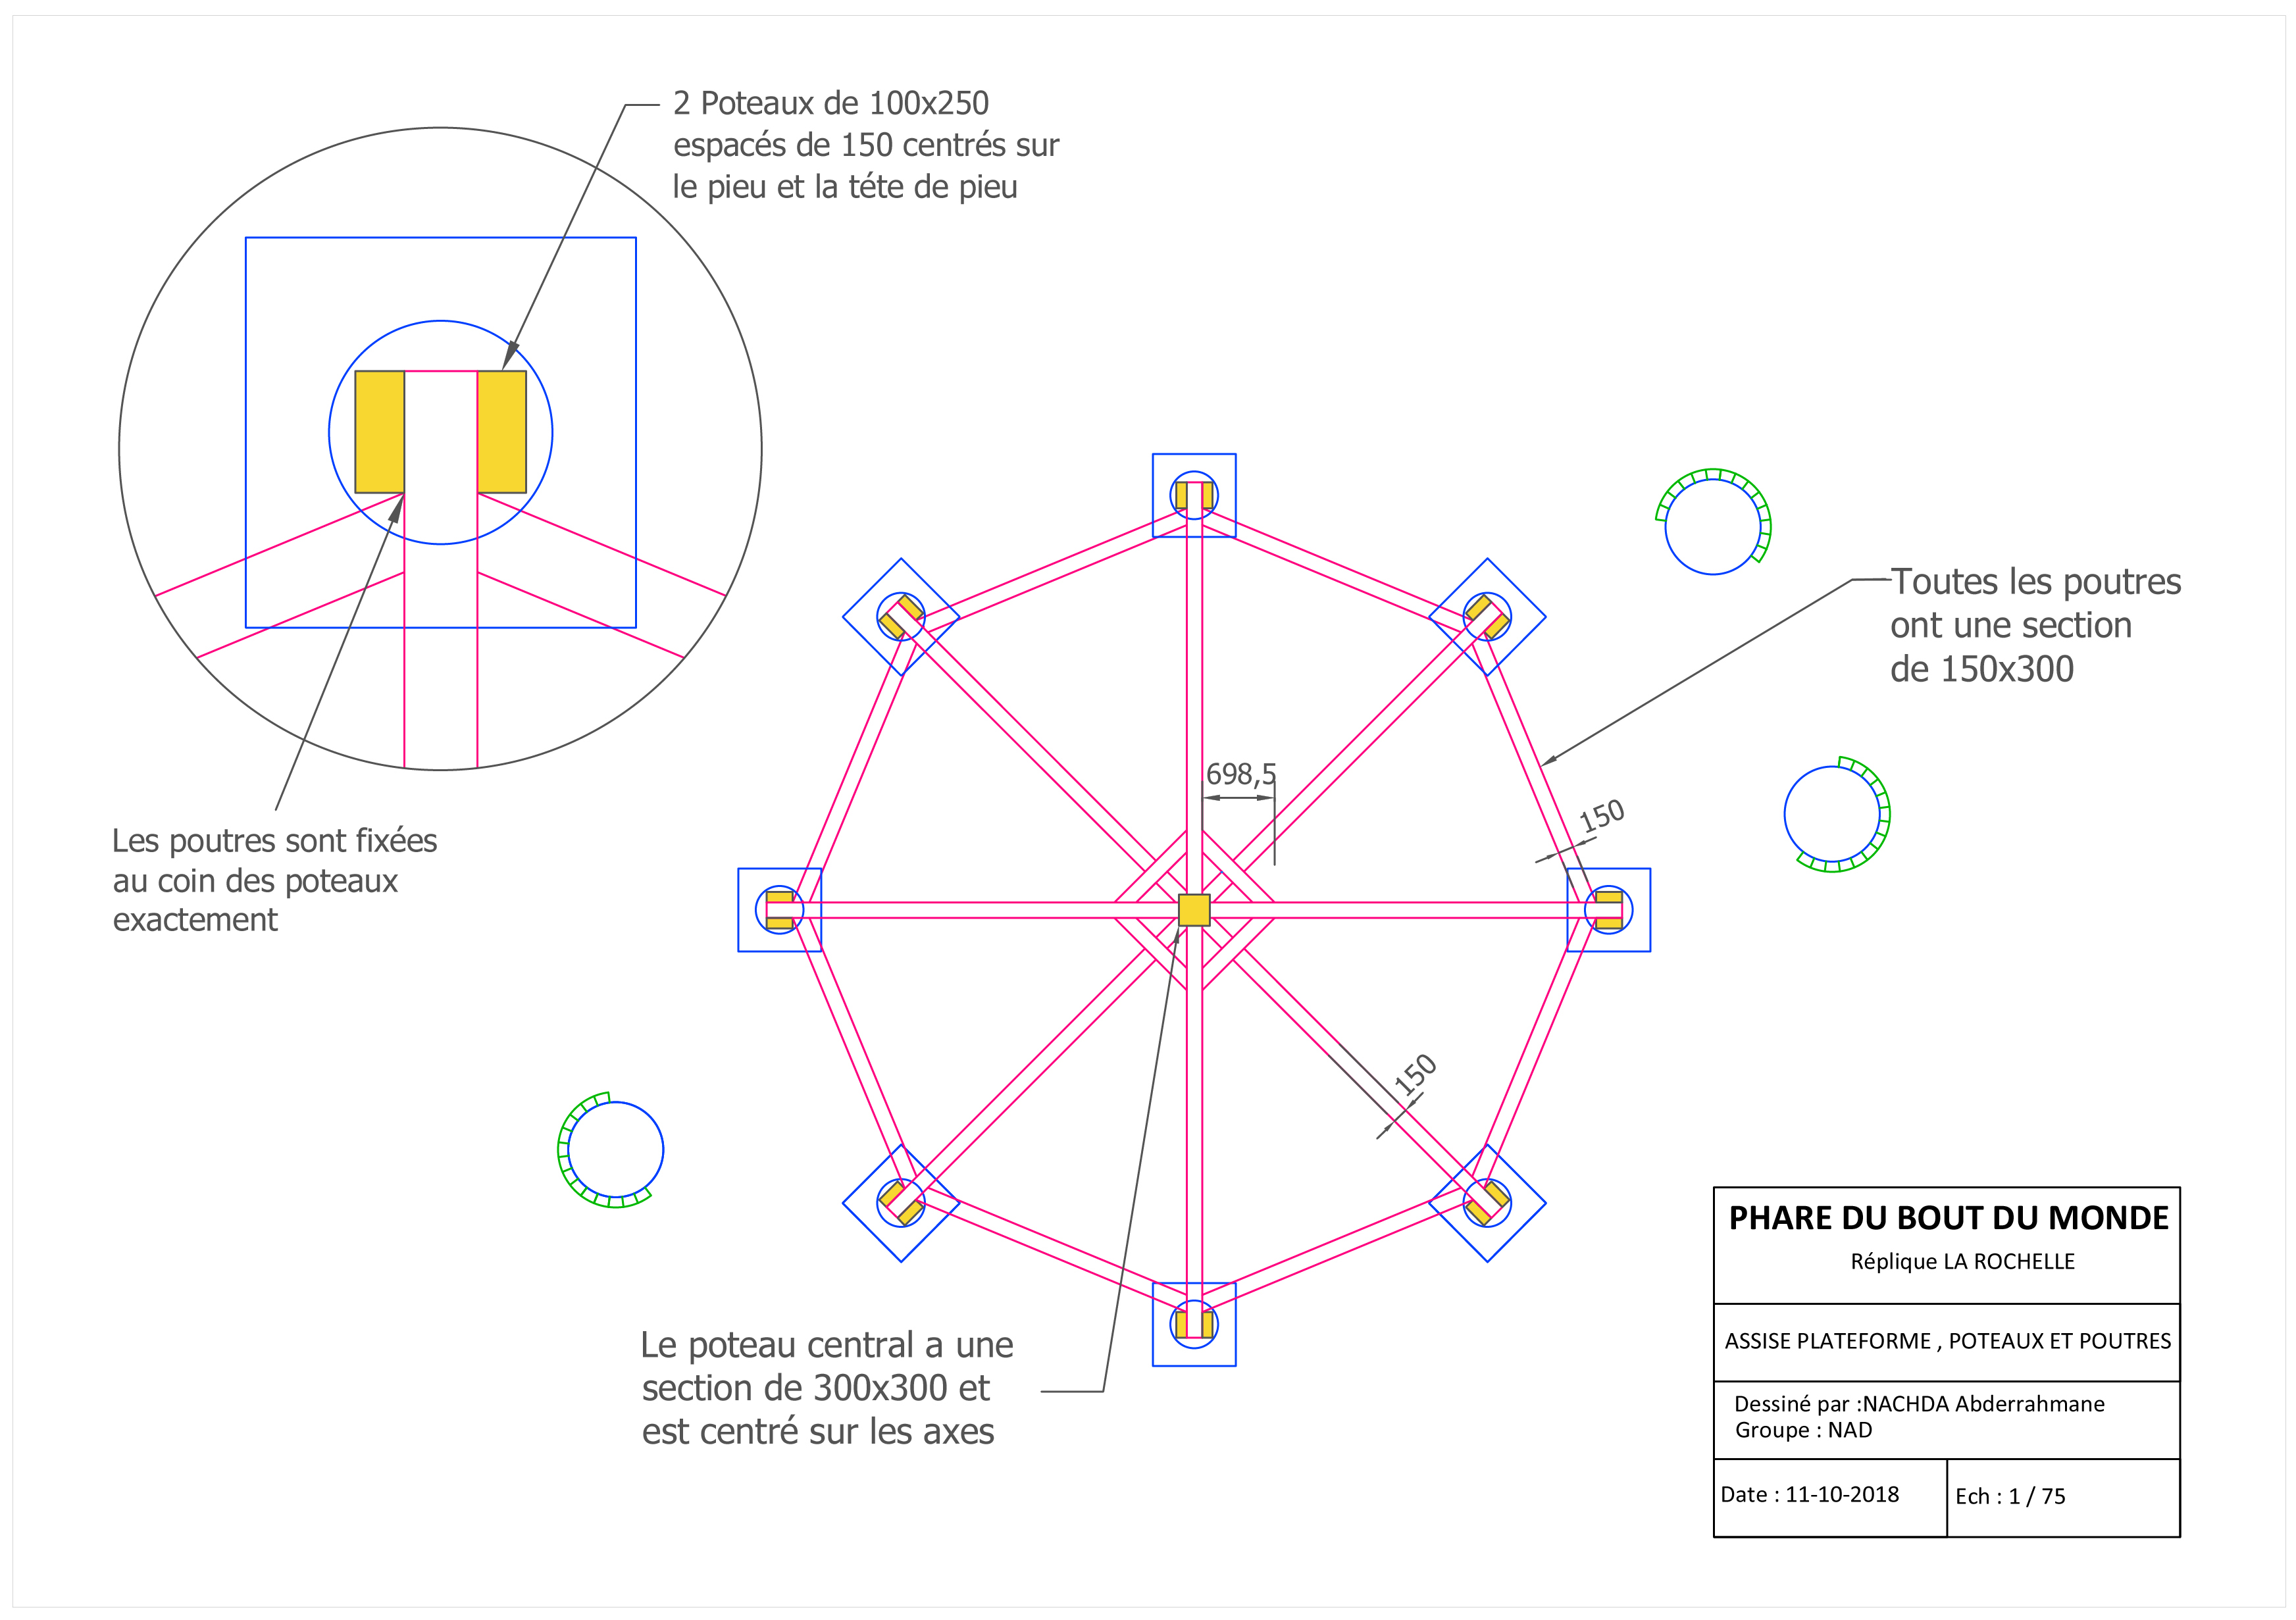 2 Poteaux de 100x250
espacés de 150 centrés sur
le pieu et la téte de pieu
Toutes les poutres
ont une section
de 150x300
698,5
150
Les poutres sont fixées
au coin des poteaux
exactement
150
Le poteau central a une
section de 300x300 et
est centré sur les axes
PHARE DU BOUT DU MONDE
Réplique LA ROCHELLE
ASSISE PLATEFORME , POTEAUX ET POUTRES
Dessiné par :NACHDA Abderrahmane
Groupe : NAD
Date : 11-10-2018
Ech : 1 / 75